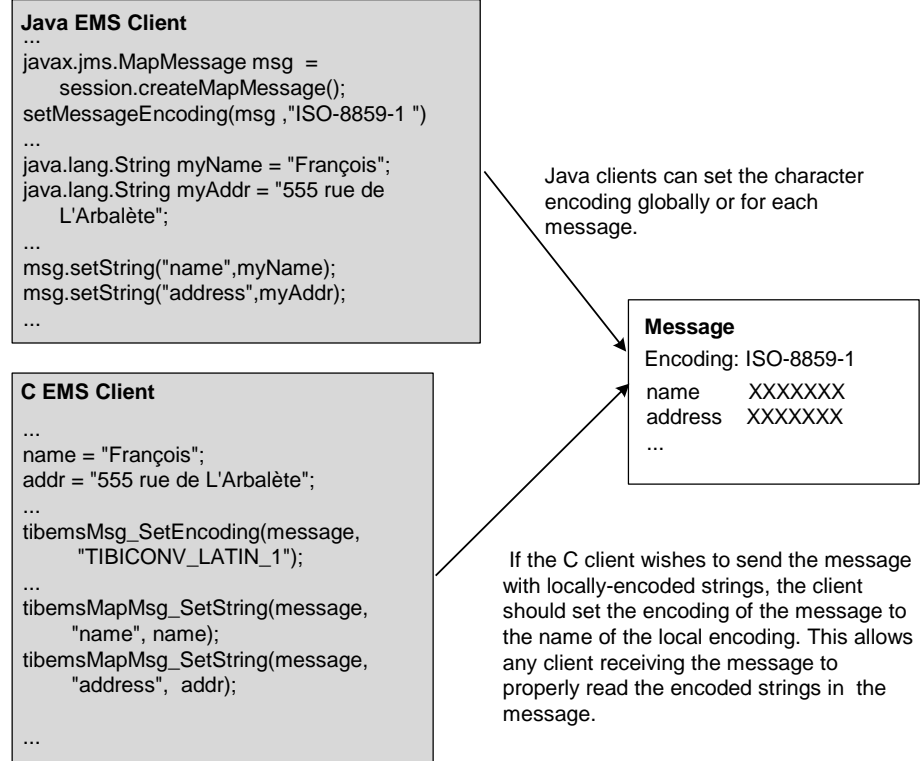 Java EMS Client
...
javax.jms.MapMessage msg  =
session.createMapMessage();
setMessageEncoding(msg ,"ISO-8859-1 ")
...
java.lang.String myName = "François";
java.lang.String myAddr = "555 rue de
L'Arbalète";
...
msg.setString("name",myName);
msg.setString("address",myAddr);
...
Java clients can set the character
encoding globally or for each
message.
Message
Encoding: ISO-8859-1
name XXXXXXX
address XXXXXXX
...
C EMS Client
...
name = "François";
addr = "555 rue de L'Arbalète";
...
tibemsMsg_SetEncoding(message,
"TIBICONV_LATIN_1");
...
tibemsMapMsg_SetString(message,
"name", name);
tibemsMapMsg_SetString(message,
"address",  addr);
...
If the C client wishes to send the message
with locally-encoded strings, the client
should set the encoding of the message to
the name of the local encoding. This allows
any client receiving the message to
properly read the encoded strings in  the
message.